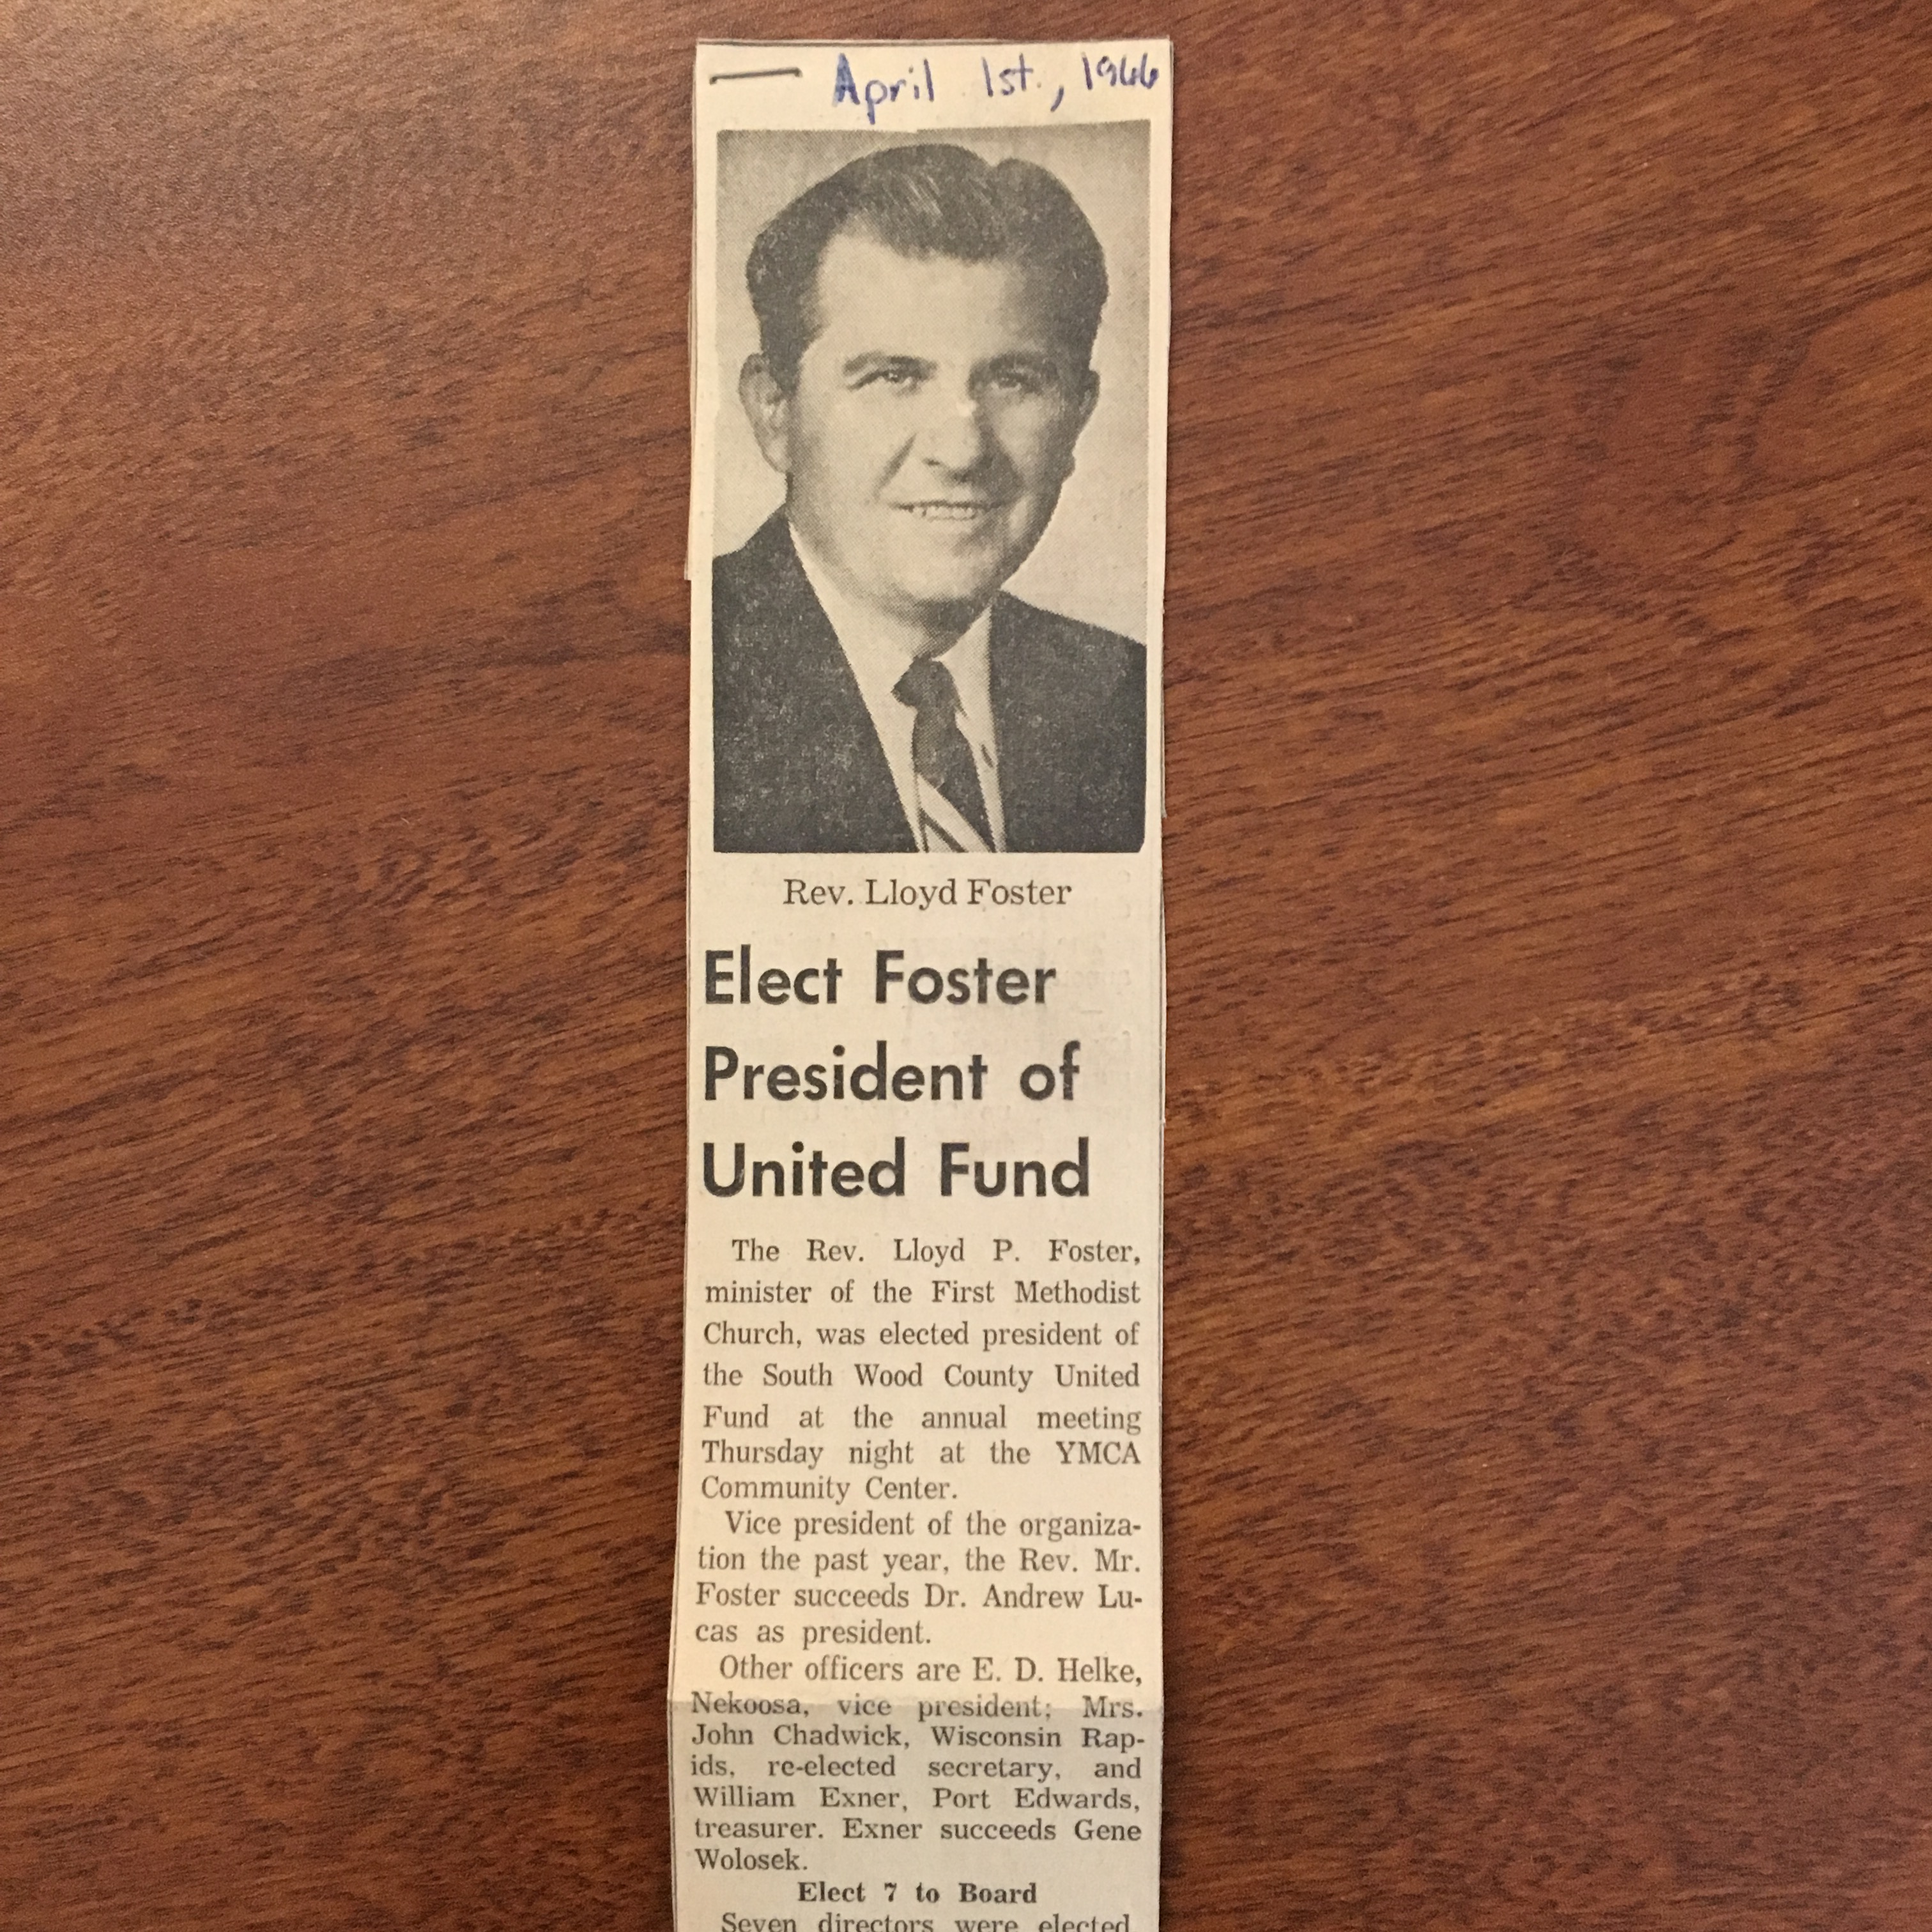 April 1st., 1966
Rev. Lloyd Foster
Elect Foster
President of
United Fund
The Rev. Lloyd P. Foster,
minister of the First Methodist
Church, was elected president of
the South Wood County United
Fund at the annual meeting
Thursday night at the YMCA
Community Center.
Vice president of the organiza-
tion the past year, the Rev. Mr.
Foster succeeds Dr. Andrew Lu-
cas as president.
Other officers are E. D. Helke,
Nekoosa, vice president; Mrs.
John Chadwick, Wisconsin Rap-
ids, re-elected secretary, and
William Exner, Port Edwards,
treasurer. Exner succeeds Gene
Wolosek.
Elect 7 to Board
Seven directors were elected